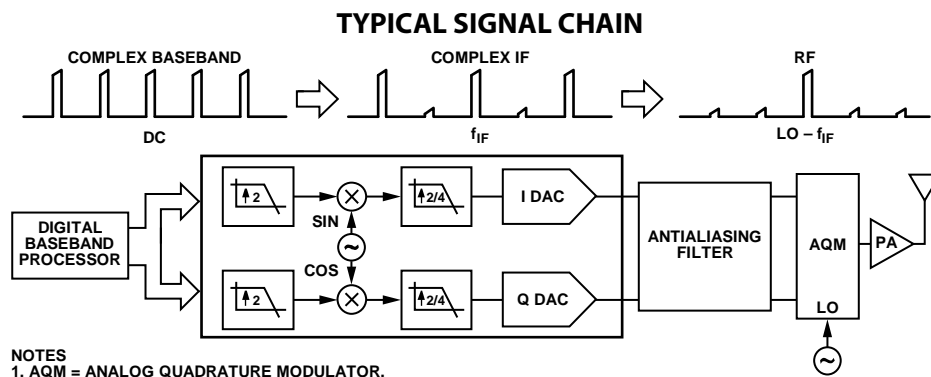 TYPICAL SIGNAL CHAIN
COMPLEX BASEBAND
COMPLEX IF
RF
DC
fIF
LO – fIF
DIGITAL
BASEBAND
PROCESSOR
2
SIN
2/4
I DAC
COS
2
2/4
Q DAC
ANTIALIASING
FILTER
AQM
LO
PA
NOTES
1. AQM = ANALOG QUADRATURE MODULATOR.